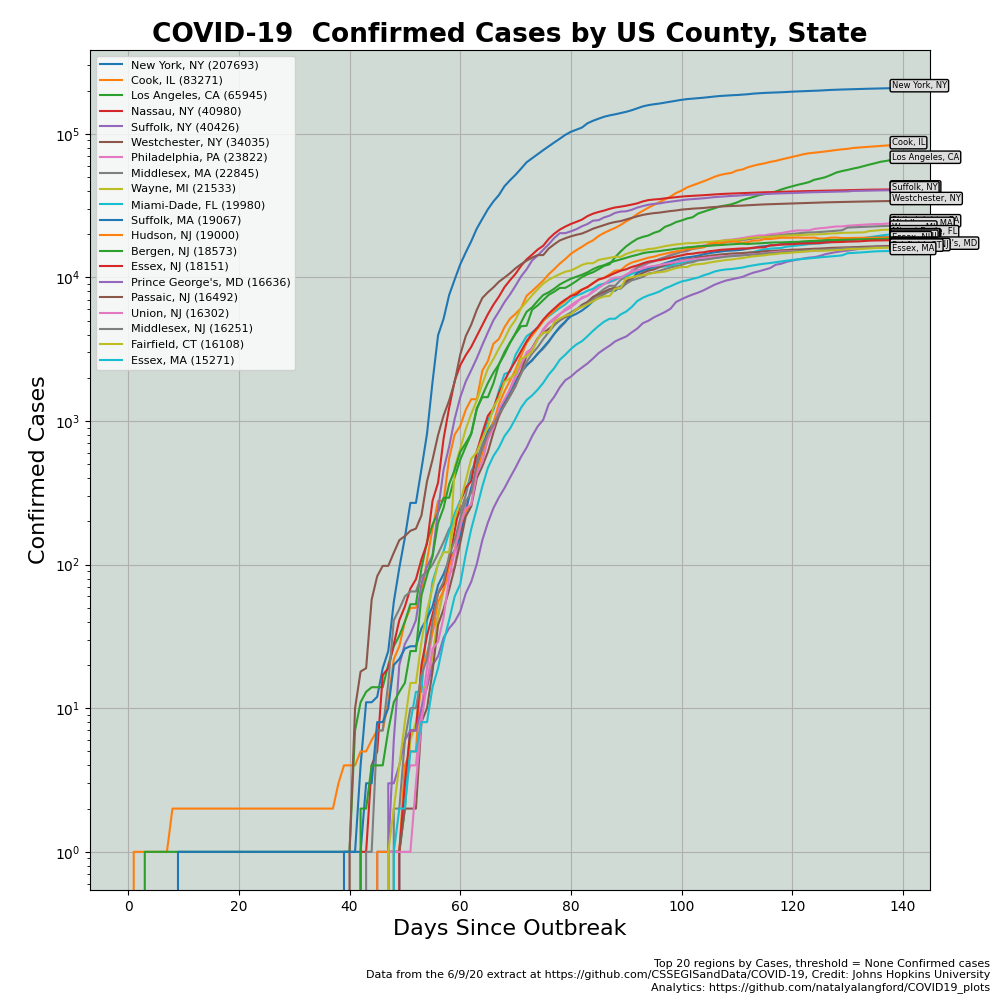 COVID-19 Confirmed Cases by US County, State
New York, NY (207693)
Cook, IL (83271)
Los Angeles, CA (65945)
Nassau, NY (40980)
Suffolk, NY (40426)
Westchester, NY (34035)
Philadelphia, PA (23822)
Middlesex, MA (22845)
Wayne, MI (21533)
Miami-Dade, FL (19980)
Suffolk, MA (19067)
Hudson, NJ (19000)
Bergen, NJ (18573)
Essex, NJ (18151)
Prince George's, MD (16636)
Passaic, NJ (16492)
Union, NJ (16302)
Middlesex, NJ (16251)
Fairfield, CT (16108)
Essex, MA (15271)
New York, NY
Cook, IL
Los Angeles, CA
Suffolk, NY
Westchester, NY
Essex, MA
Confirmed Cases
10^5
10^4
10^3
10^2
10^1
10^0
0 20 40 60 80 100 120 140
Days Since Outbreak
Top 20 regions by Cases, threshold = None Confirmed cases
Data from the 6/9/20 extract at https://github.com/CSSEGISandData/COVID-19, Credit: Johns Hopkins University
Analytics: https://github.com/natalyalangford/COVID19_plots